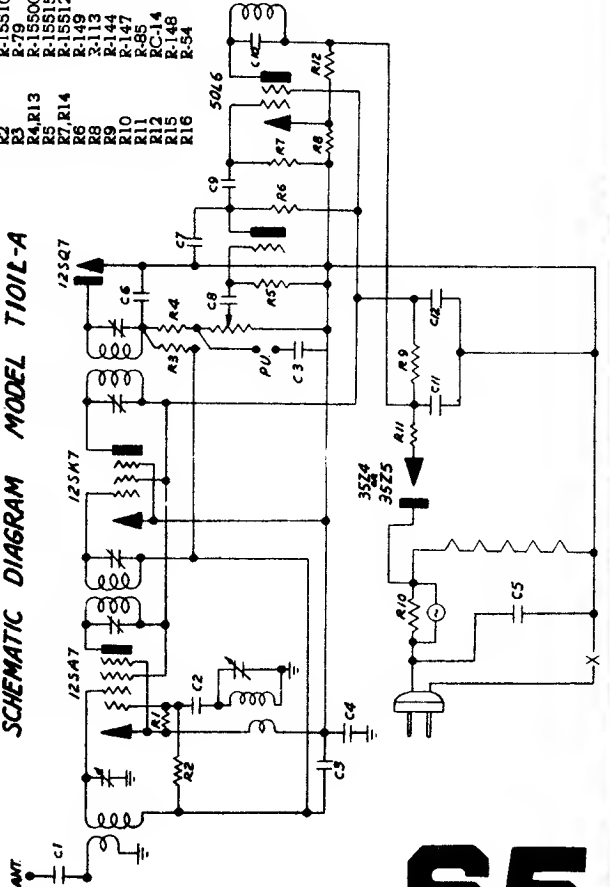 SCHEMATIC DIAGRAM MODEL T101L-A
R2
R3 R-79
R4,R13
R5
R7,R14
R6 R-149
R8
R9 R-144
R10 R-147
R11 R-85
R12 RC-14
R15 R-148
R16 R-54
ANT.
C1
12SA7
R1
R2
C2
C3
C4
12SK7
12SQ7
C6
R4
R3
PU
C3
C8
R5
C7
C9
R6
R7
R8
50L6
C10
R12
R9
C11
C12
R11
35Z4
OR
35Z5
R10
C5
X
S5